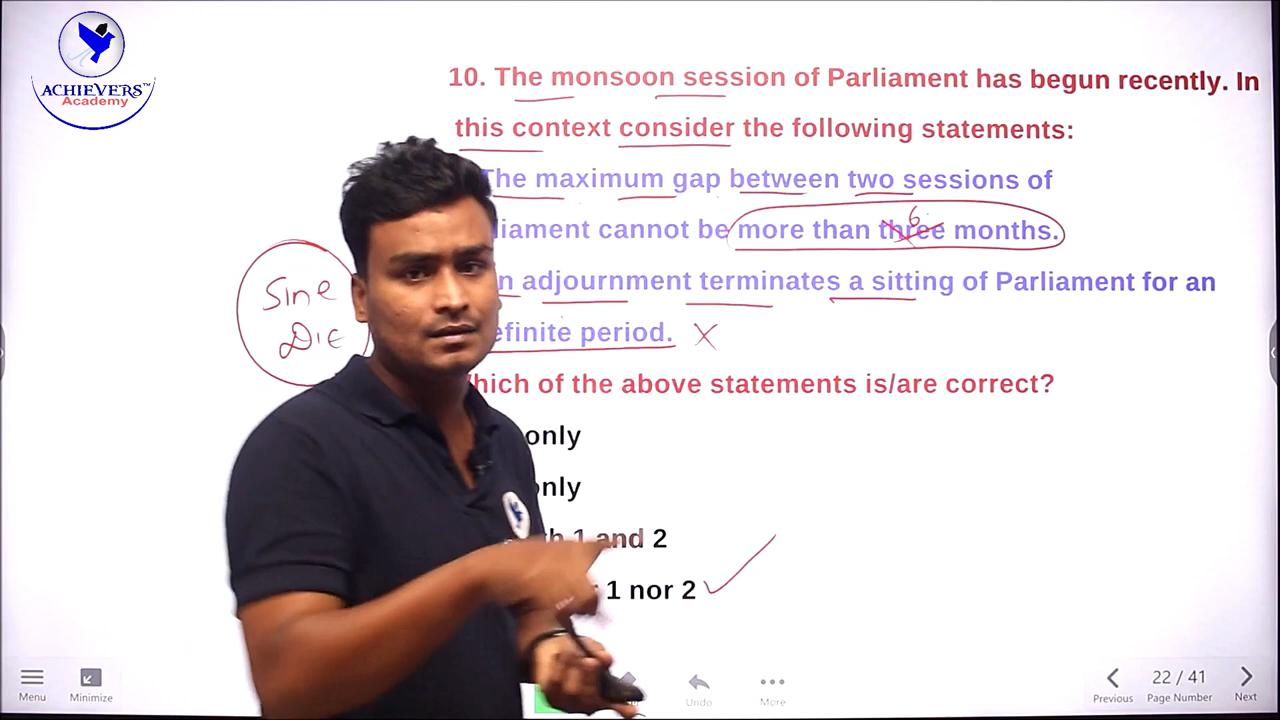 ACHIEVERS™
Academy
10. The monsoon session of Parliament has begun recently. In
this context consider the following statements:
The maximum gap between two sessions of
cannot be more than three months.
6
adjournment terminates a sitting of Parliament for an
period. X
Sine
Die
of the above statements is/are correct?
only
only
1 and 2
1 nor 2
Menu
Minimize
Undo
More
Previous
22 / 41
Page Number
Next